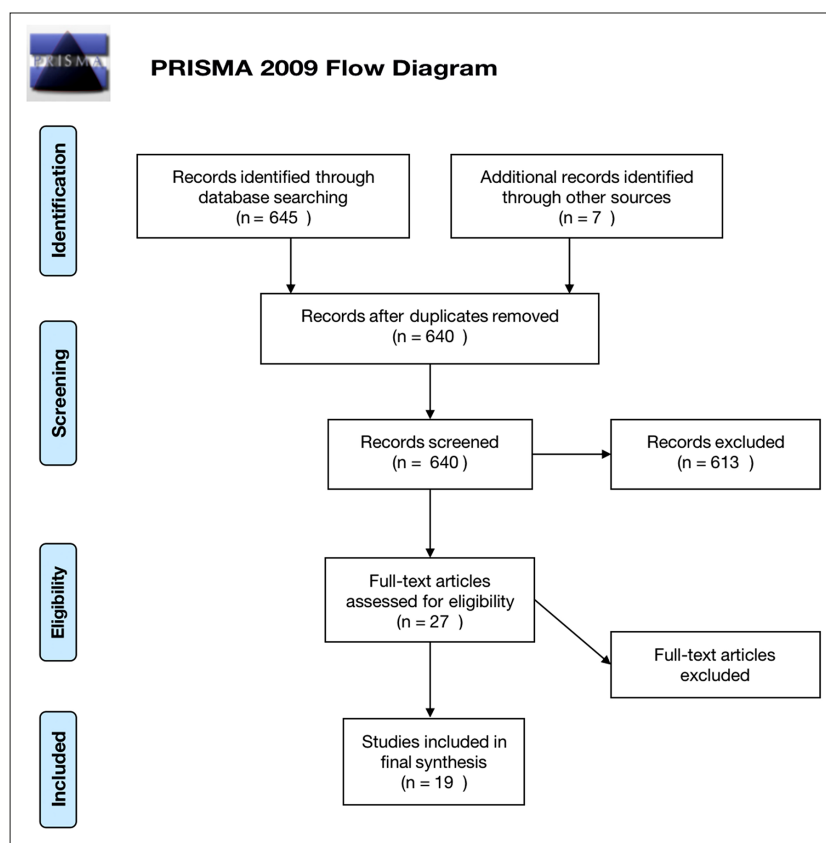 PRISMA
PRISMA 2009 Flow Diagram
Identification
Records identified through
database searching
(n = 645  )
Additional records identified
through other sources
(n = 7  )
Records after duplicates removed
(n = 640  )
Screening
Records screened
(n =  640 )
Records excluded
(n = 613  )
Eligibility
Full-text articles
assessed for eligibility
(n = 27  )
Full-text articles
excluded
Included
Studies included in
final synthesis
(n = 19  )